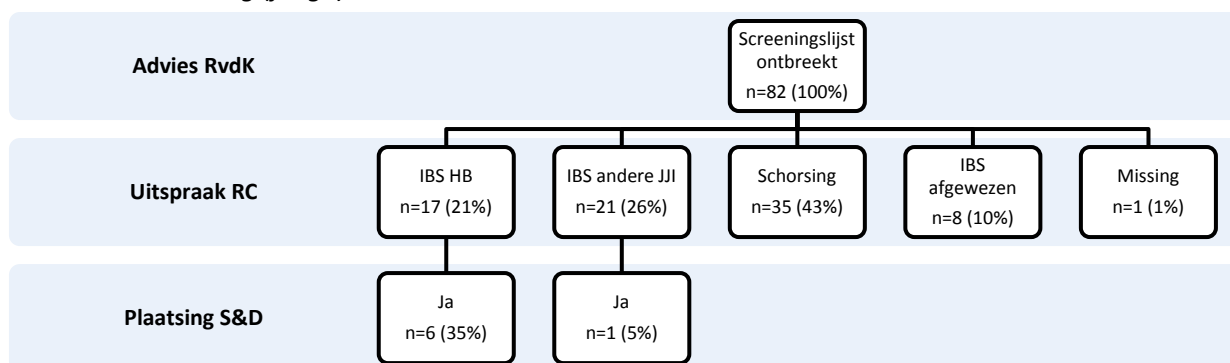 Advies RvdK
Screeningslijst
ontbreekt
n=82 (100%)
Uitspraak RC
IBS HB
n=17 (21%)
IBS andere JJI
n=21 (26%)
Schorsing
n=35 (43%)
IBS
afgewezen
n=8 (10%)
Missing
n=1 (1%)
Plaatsing S&D
Ja
n=6 (35%)
Ja
n=1 (5%)